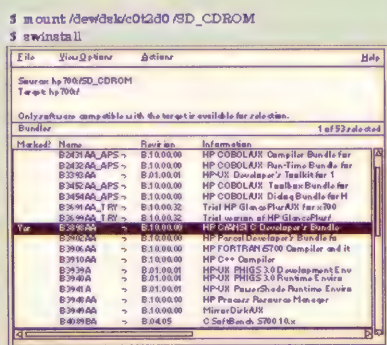 $ mount /dev/dsk/c0t2d0 /SD_CDROM
$ swinstall
File View Options Actions Help
Source: hp700:/SD_CDROM
Target: hp700:/
Only software compatible with the target is available for selection.
Bundles 1 of 53 selected
Marked? Name Revision Information
B2431AA_APS -> B.10.00.00 HP COBOL/UX Compiler Bundle for
B2432AA_APS -> B.10.00.00 HP COBOL/UX Run-Time Bundle for
B3393AA -> B.01.00.01 HP-UX Developer's Toolkit for 1
B3452AA_APS -> B.10.00.00 HP COBOL/UX Toolbox Bundle for
B3454AA_APS -> B.10.00.00 HP COBOL/UX Dialog Bundle for H
B3691AA_TRY -> B.10.00.32 Trial HP GlancePlus/UX for s700
B3699AA_TRY -> B.10.00.32 Trial version of HP GlancePlus/
Yes B3898AA -> B.10.00.00 HP C/ANSI C Developer's Bundle
B3902AA -> B.10.00.00 HP Pascal Developer's Bundle fo
B3906AA -> B.10.00.00 HP FORTRAN/S700 Compiler and it
B3910AA -> B.10.00.00 HP C++ Compiler
B3939A -> B.01.00.01 HP-UX PHIGS 3.0 Development Env
B3940A -> B.01.00.01 HP-UX PHIGS 3.0 Runtime Enviro
B3941A -> B.01.00.01 HP-UX PowerShade Runtime Enviro
B3948AA -> B.10.00.00 HP Process Resource Manager
B3949AA -> B.10.00.00 MirrorDisk/UX
B4089BA -> B.04.05 C SoftBench S700 10.x